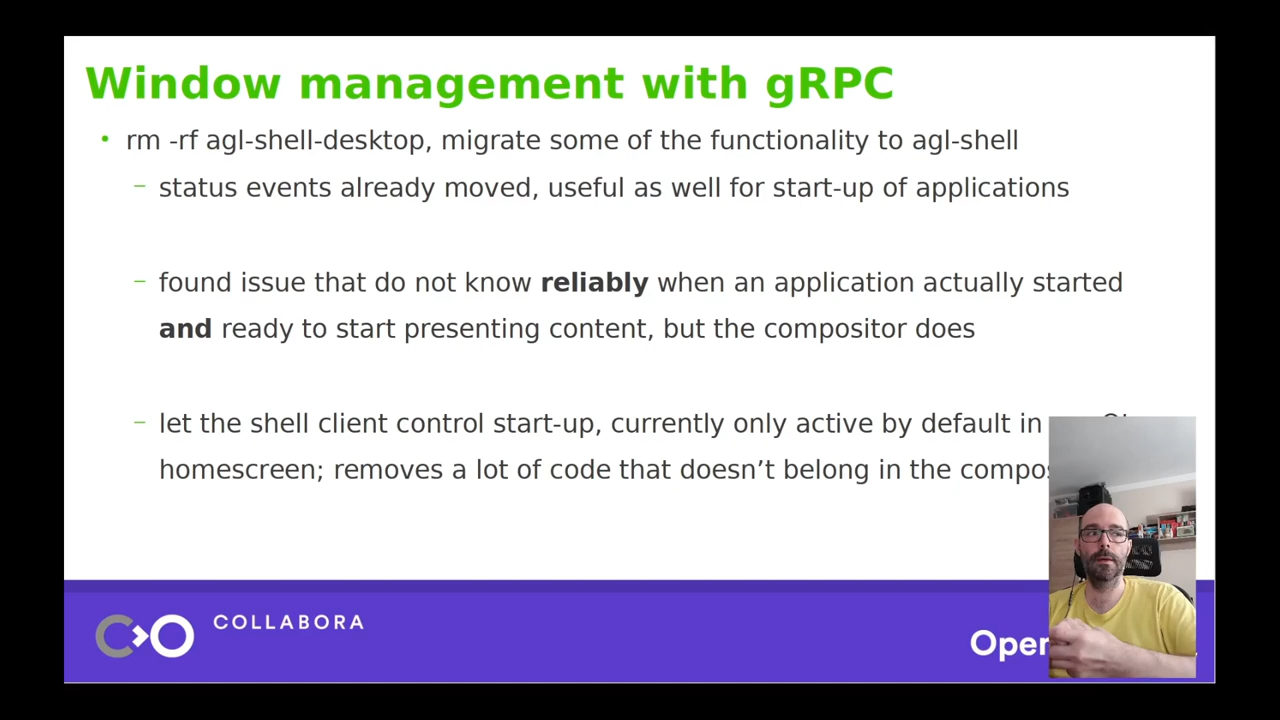 Window management with gRPC
• rm -rf agl-shell-desktop, migrate some of the functionality to agl-shell
– status events already moved, useful as well for start-up of applications
– found issue that do not know reliably when an application actually started
and ready to start presenting content, but the compositor does
– let the shell client control start-up, currently only active by default in
homescreen; removes a lot of code that doesn’t belong in the
COLLABORA